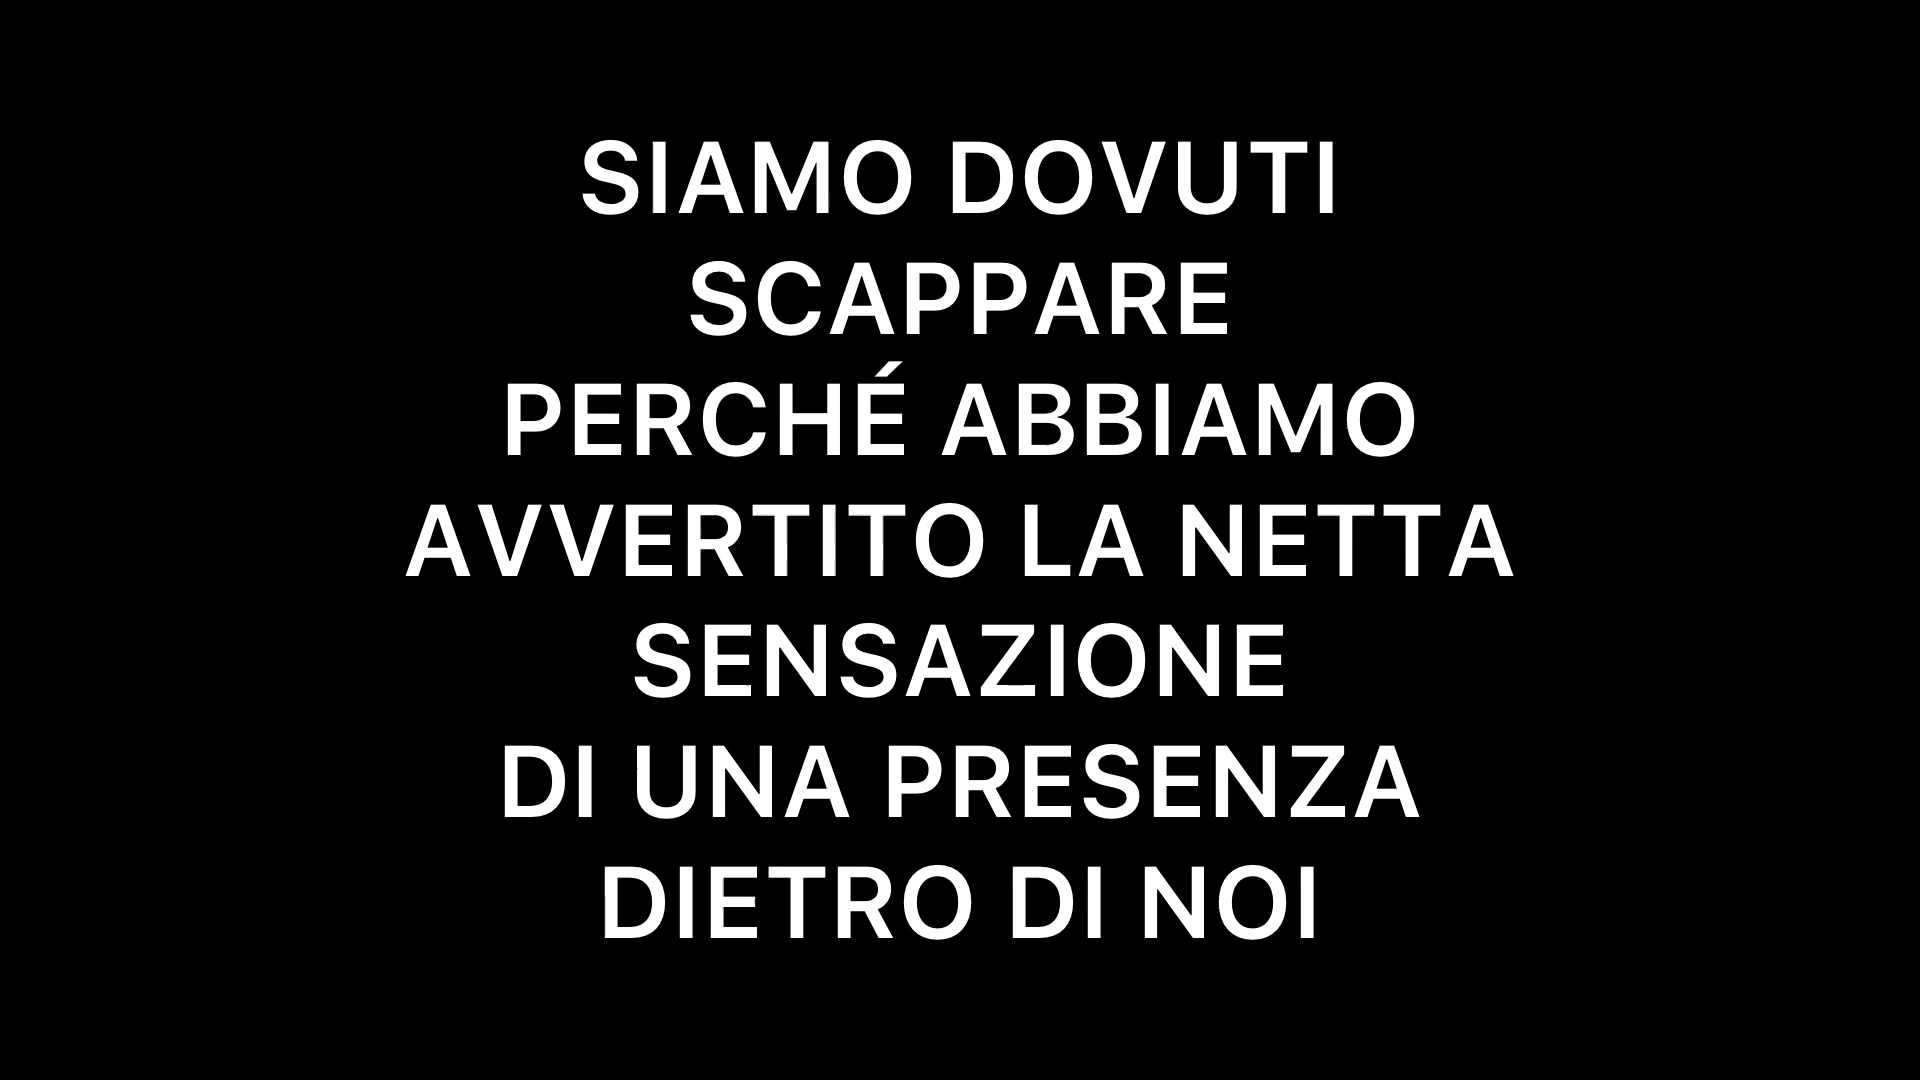 SIAMO DOVUTI
SCAPPARE
PERCHÉ ABBIAMO
AVVERTITO LA NETTA
SENSAZIONE
DI UNA PRESENZA
DIETRO DI NOI